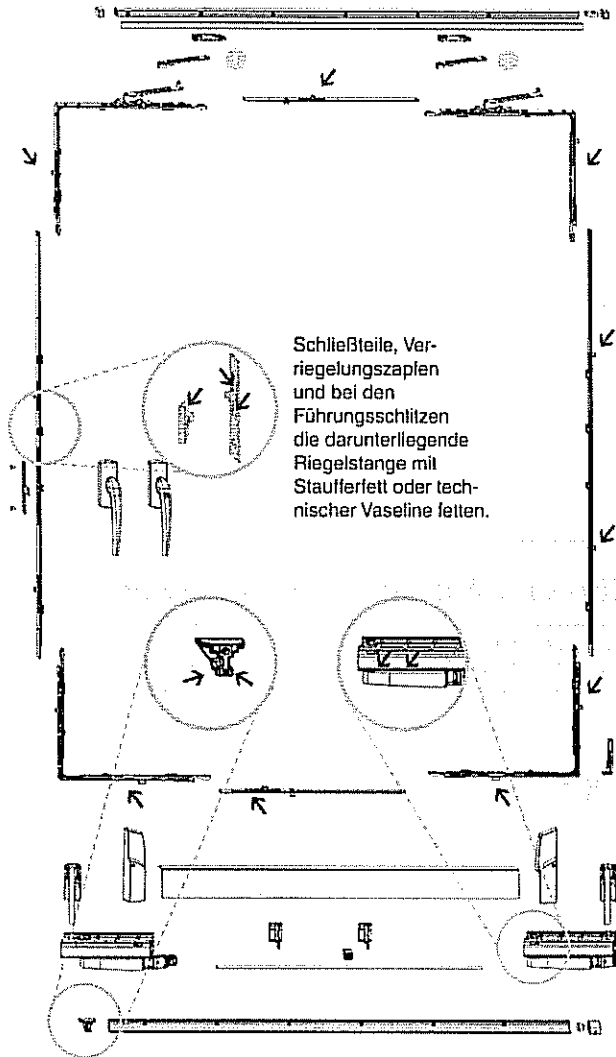 Schließteile, Ver-
riegelungszapfen
und bei den
Führungsschlitzen
die darunterliegende
Riegelstange mit
Staufferfett oder tech-
nischer Vaseline fetten.